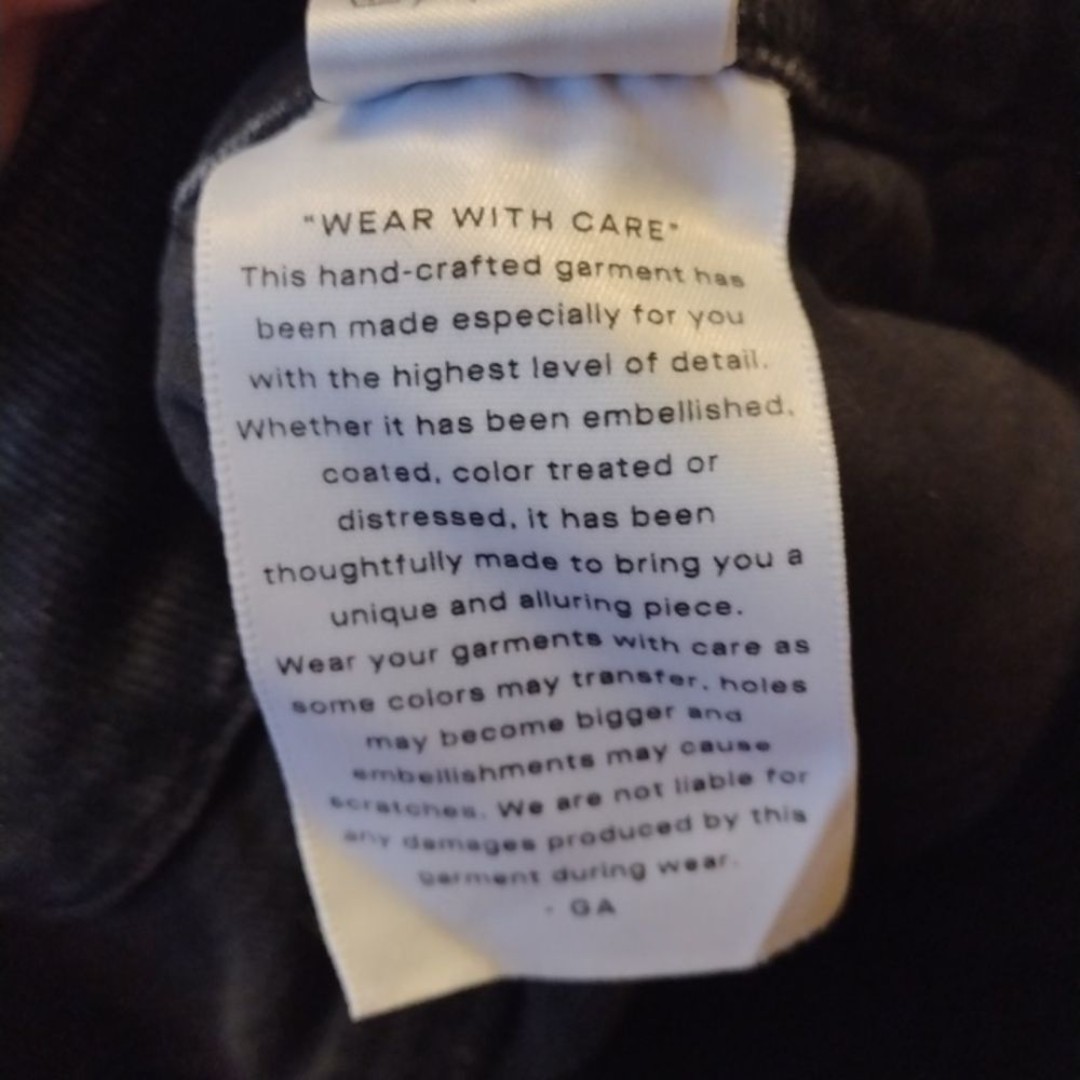 "WEAR WITH CARE"
This hand-crafted garment has
been made especially for you
with the highest level of detail.
Whether it has been embellished,
coated, color treated or
distressed, it has been
thoughtfully made to bring you a
unique and alluring piece.
Wear your garments with care as
some colors may transfer, holes
may become bigger and
embellishments may cause
scratches. We are not liable for
any damages produced by this
garment during wear.
- GA